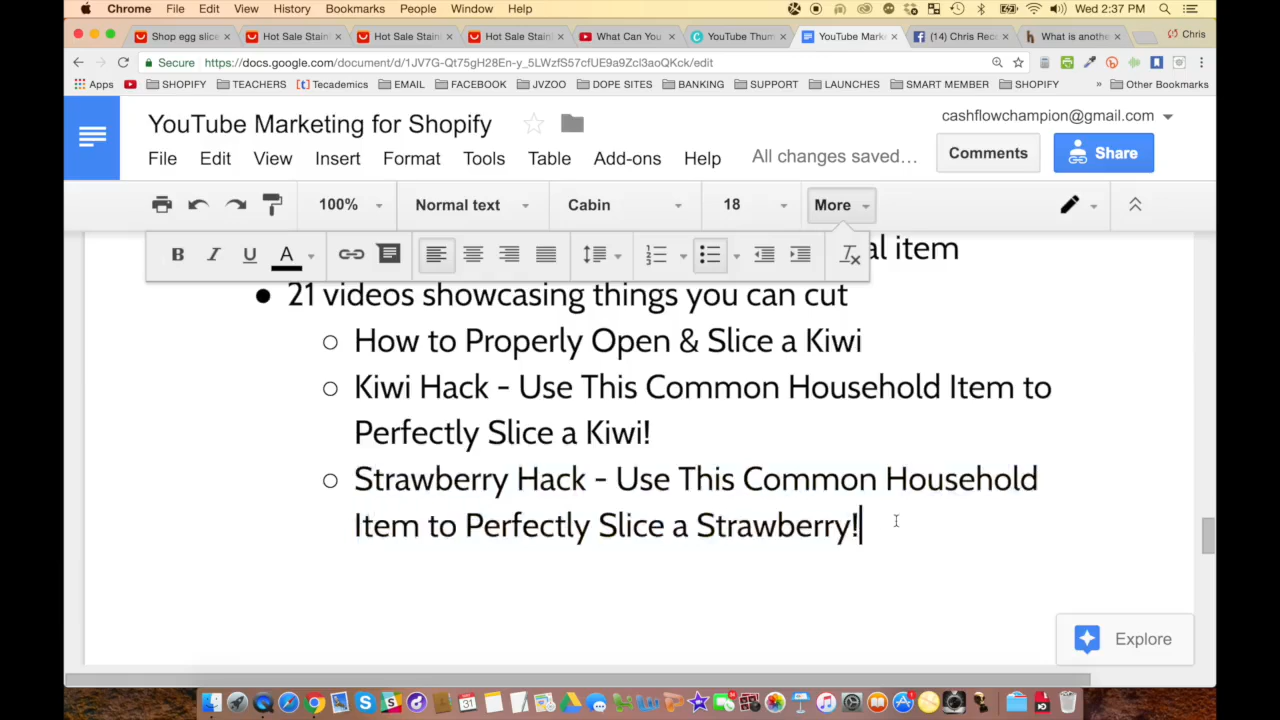 Chrome File Edit View History Bookmarks People Window Help Wed 2:37 PM
Shop egg slice Hot Sale Stain Hot Sale Stain Hot Sale Stain What Can You YouTube Thum YouTube Mark (14) Chris Rec What is anothe Chris
Secure https://docs.google.com/document/d/1JV7G-Qt75gH28En-y_5LWzfS57cfUE9a9Zcl3aoQKck/edit
Apps SHOPIFY TEACHERS Tecademics EMAIL FACEBOOK JVZOO DOPE SITES BANKING SUPPORT LAUNCHES SMART MEMBER SHOPIFY » Other Bookmarks
YouTube Marketing for Shopify
cashflowchampion@gmail.com
File Edit View Insert Format Tools Table Add-ons Help All changes saved... Comments Share
100% Normal text Cabin 18 More
B I U A
al item
● 21 videos showcasing things you can cut
○ How to Properly Open & Slice a Kiwi
○ Kiwi Hack - Use This Common Household Item to
Perfectly Slice a Kiwi!
○ Strawberry Hack - Use This Common Household
Item to Perfectly Slice a Strawberry!
Explore